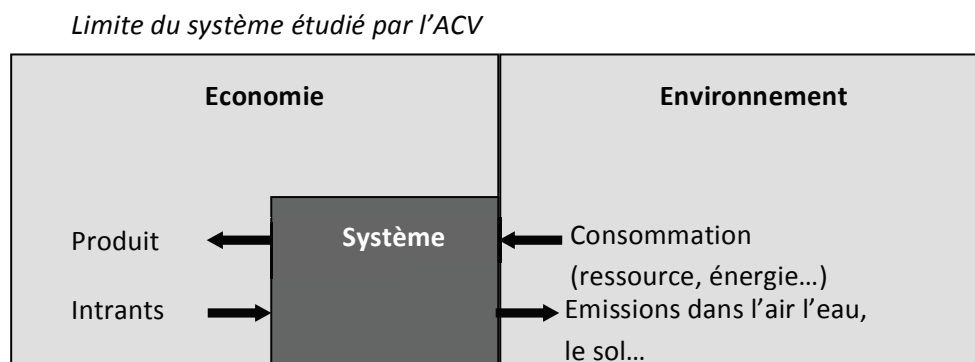 Limite du système étudié par l’ACV
Economie
Environnement
Produit
Système
Consommation
(ressource, énergie…)
Intrants
Emissions dans l’air l’eau,
le sol…